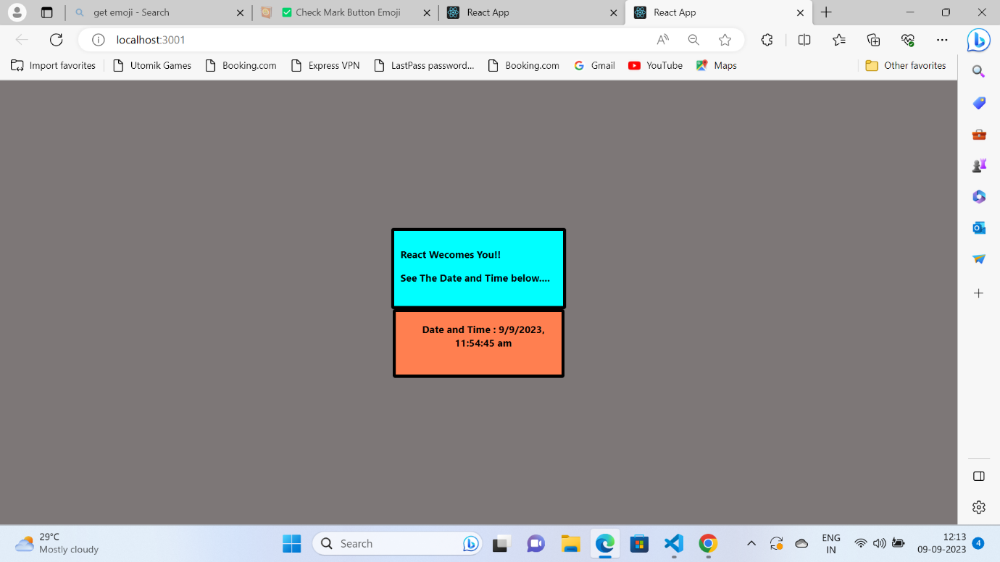 get emoji - Search
✅ Check Mark Button Emoji
React App
React App
localhost:3001
Import favorites
Utomik Games
Booking.com
Express VPN
LastPass password...
Booking.com
Gmail
YouTube
Maps
Other favorites
React Wecomes You!!
See The Date and Time below....
Date and Time : 9/9/2023,
11:54:45 am
29°C
Mostly cloudy
Search
ENG
IN
12:13
09-09-2023
4